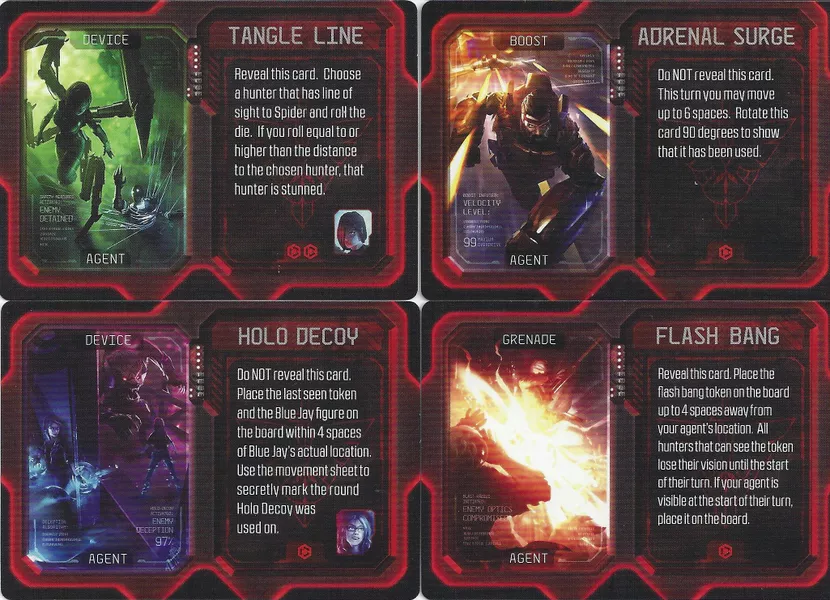 DEVICE
TANGLE LINE
Reveal this card. Choose
a hunter that has line of
sight to Spider and roll the
die. If you roll equal to or
higher than the distance
to the chosen hunter, that
hunter is stunned.
ENEMY
DETAINED
AGENT
BOOST
ADRENAL SURGE
Do NOT reveal this card.
This turn you may move
up to 6 spaces. Rotate this
card 90 degrees to show
that it has been used.
VELOCITY
LEVEL:
99
AGENT
DEVICE
HOLO DECOY
Do NOT reveal this card.
Place the last seen token
and the Blue Jay figure on
the board within 4 spaces
of Blue Jay's actual location.
Use the movement sheet to
secretly mark the round
Holo Decoy was
used on.
HOLO-DECOY
ENEMY
DECEPTION
97%
AGENT
GRENADE
FLASH BANG
Reveal this card. Place the
flash bang token on the board
up to 4 spaces away from
your agent's location. All
hunters that can see the token
lose their vision until the start
of their turn. If your agent is
visible at the start of their turn,
place it on the board.
ENEMY OPTICS
COMPROMISED
AGENT